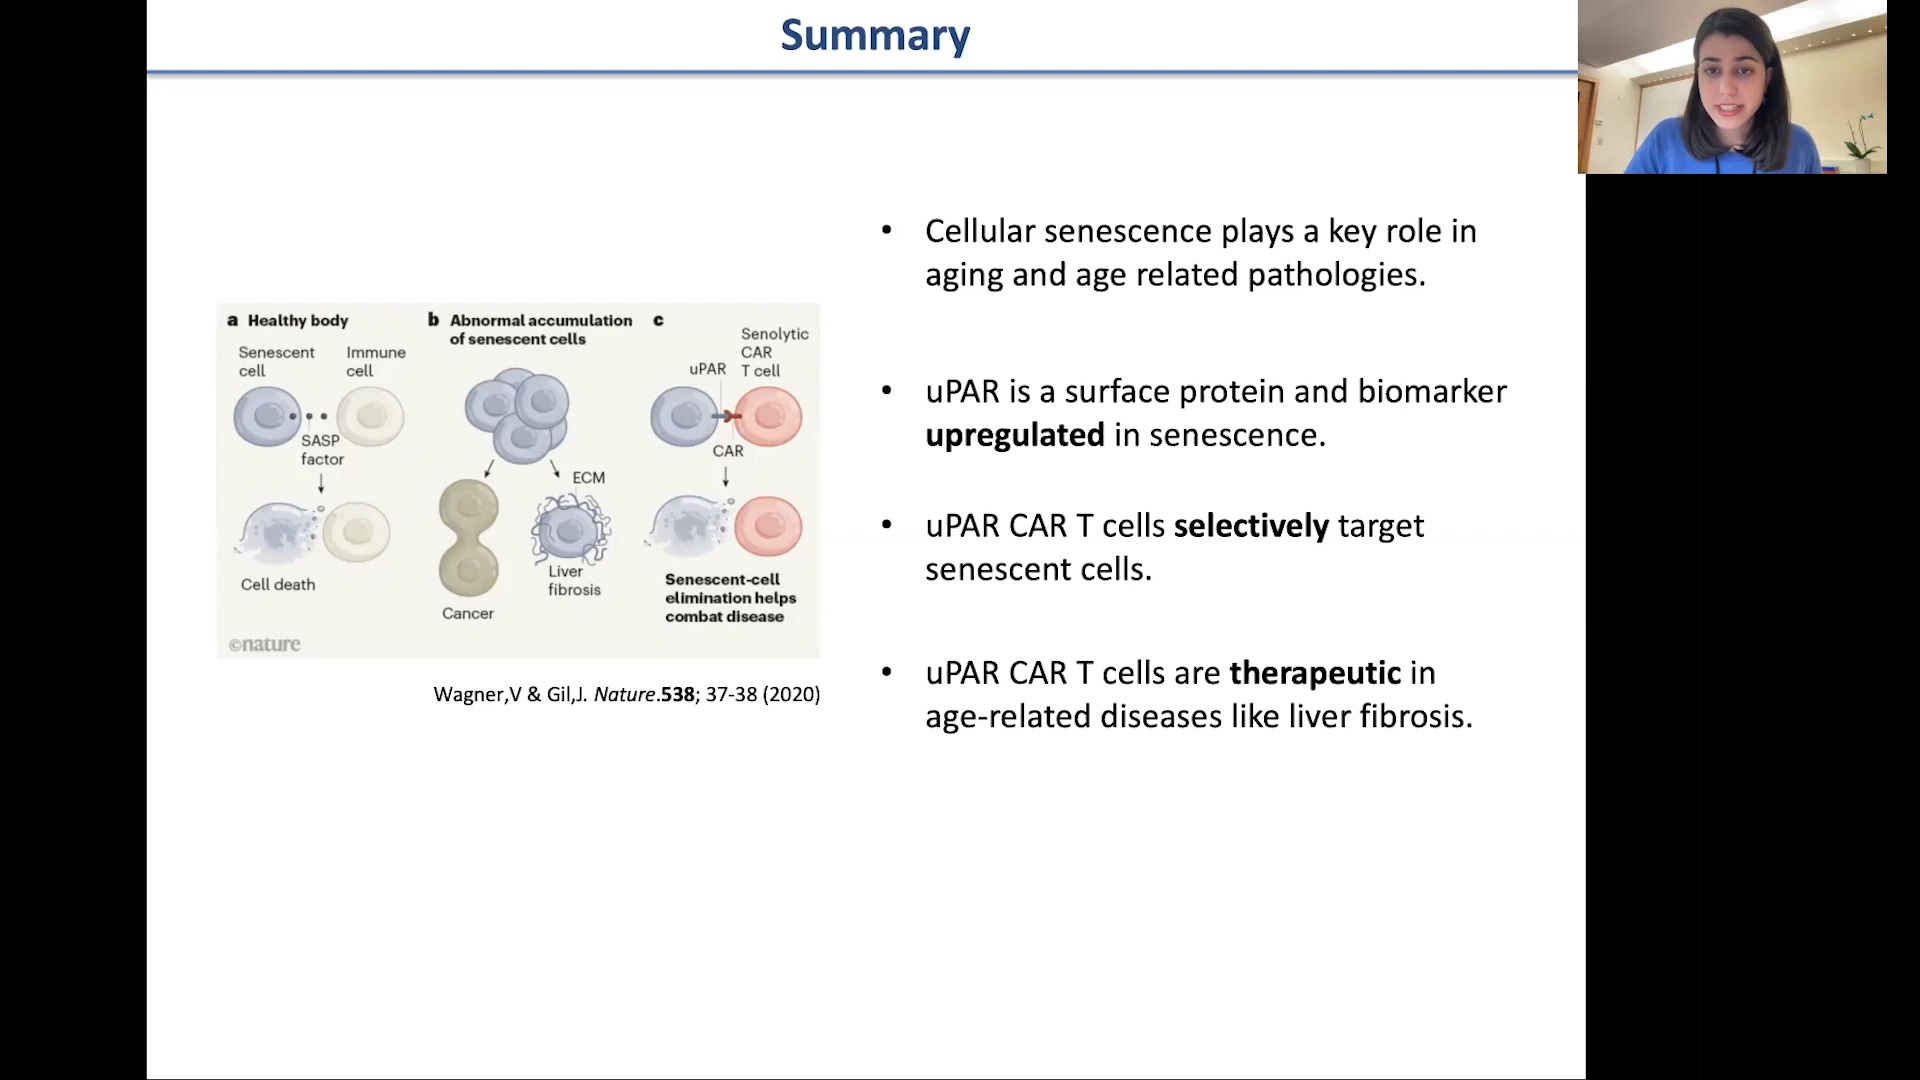 Summary
a Healthy body
Senescent cell
Immune cell
SASP factor
Cell death
b Abnormal accumulation
of senescent cells
ECM
Liver fibrosis
Cancer
c
uPAR
Senolytic CAR T cell
CAR
Senescent-cell
elimination helps
combat disease
©nature
Wagner,V & Gil,J. Nature.538; 37-38 (2020)
• Cellular senescence plays a key role in
aging and age related pathologies.
• uPAR is a surface protein and biomarker
upregulated in senescence.
• uPAR CAR T cells selectively target
senescent cells.
• uPAR CAR T cells are therapeutic in
age-related diseases like liver fibrosis.